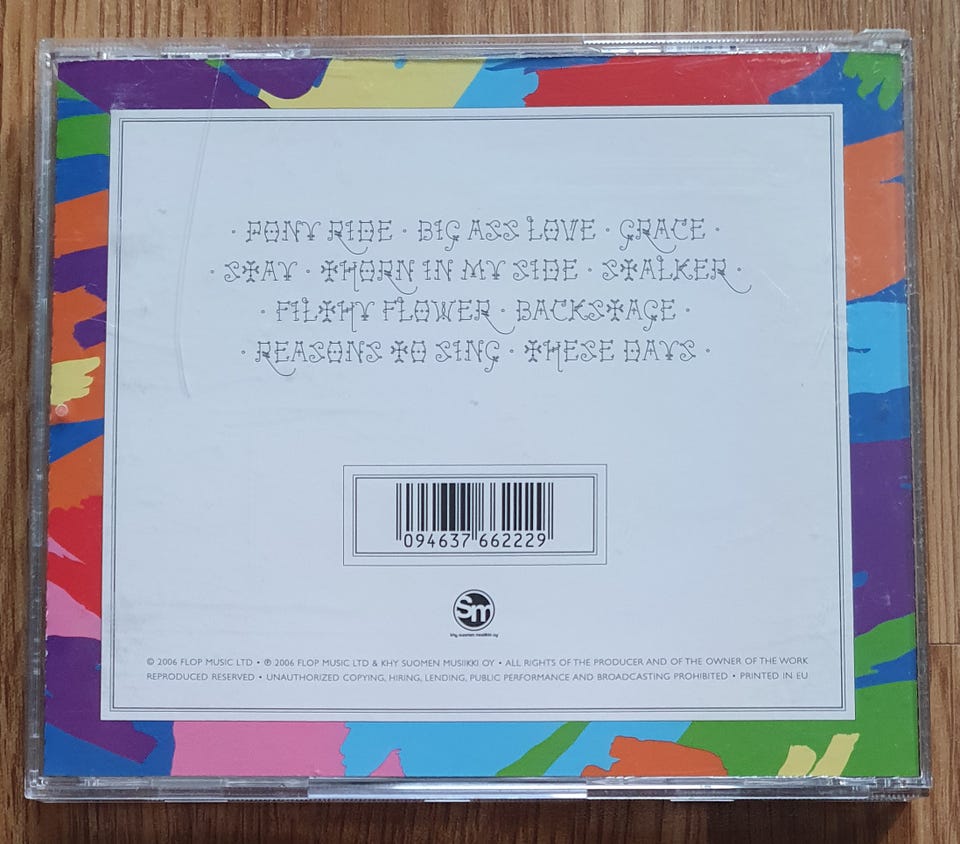 · PONY RIDE · BIG ASS LOVE · GRACE ·
· STAY · THORN IN MY SIDE · STALKER ·
· FILTHY FLOWER · BACKSTAGE ·
· REASONS TO SING · THESE DAYS ·
094637 662229
Sm
khy suomen musiikki oy
© 2006 FLOP MUSIC LTD • ℗ 2006 FLOP MUSIC LTD & KHY SUOMEN MUSIIKKI OY • ALL RIGHTS OF THE PRODUCER AND OF THE OWNER OF THE WORK
REPRODUCED RESERVED • UNAUTHORIZED COPYING, HIRING, LENDING, PUBLIC PERFORMANCE AND BROADCASTING PROHIBITED • PRINTED IN EU